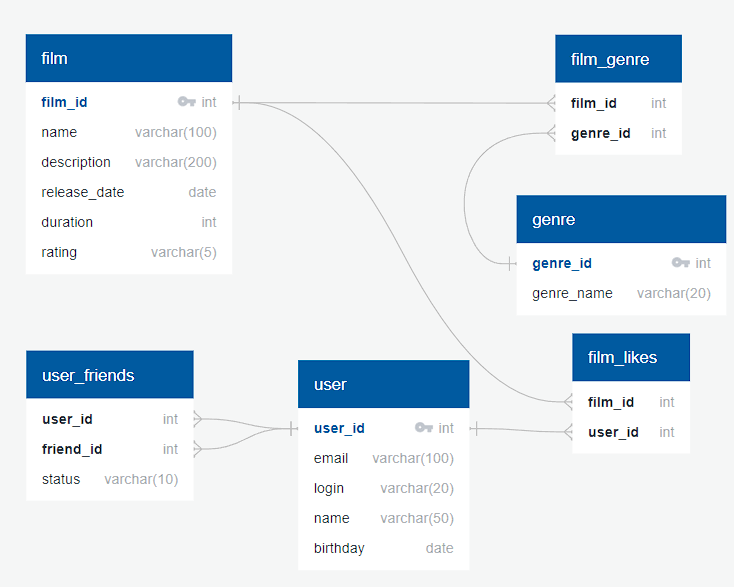 film
film_id int
name varchar(100)
description varchar(200)
release_date date
duration int
rating varchar(5)
film_genre
film_id int
genre_id int
genre
genre_id int
genre_name varchar(20)
user_friends
user_id int
friend_id int
status varchar(10)
user
user_id int
email varchar(100)
login varchar(20)
name varchar(50)
birthday date
film_likes
film_id int
user_id int